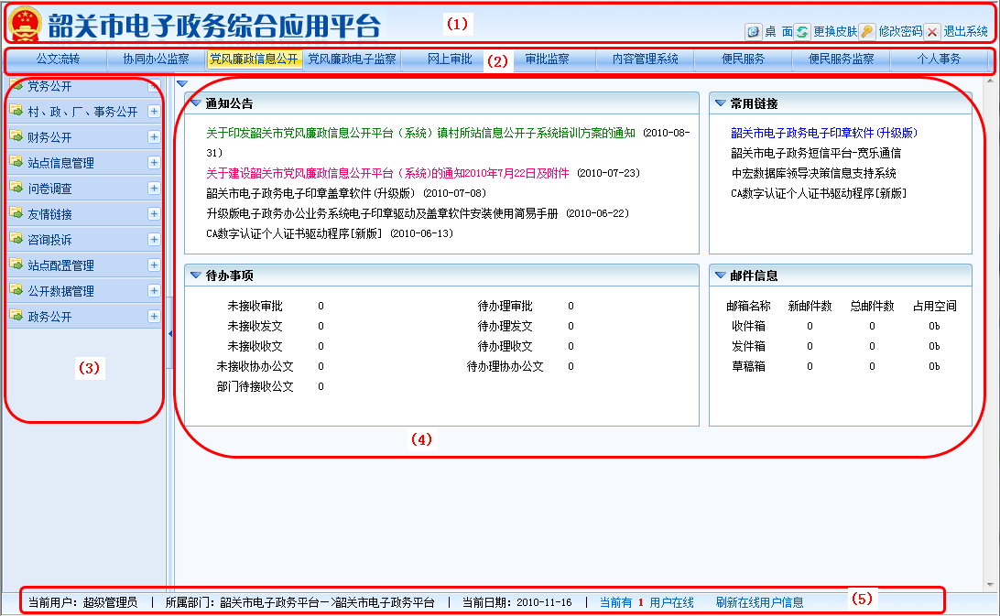 韶关市电子政务综合应用平台 (1) 桌 面 更换皮肤 修改密码 退出系统
公文流转 协同办公监察 党风廉政信息公开 党风廉政电子监察 网上审批 (2) 审批监察 内容管理系统 便民服务 便民服务监察 个人事务
党务公开
村、政、厂、事务公开
财务公开
站点信息管理
问卷调查
友情链接
咨询投诉
站点配置管理
公开数据管理
政务公开
(3)
通知公告
关于印发韶关市党风廉政信息公开平台（系统）镇村所站信息公开子系统培训方案的通知 (2010-08-
31)
关于建设韶关市党风廉政信息公开平台（系统)的通知2010年7月22日及附件 (2010-07-23)
韶关市电子政务电子印章盖章软件(升级版) (2010-07-08)
升级版电子政务办公业务系统电子印章驱动及盖章软件安装使用简易手册 (2010-06-22)
CA数字认证个人证书驱动程序[新版] (2010-06-13)
常用链接
韶关市电子政务电子印章软件(升级版)
韶关市电子政务短信平台-宽乐通信
中宏数据库领导决策信息支持系统
CA数字认证个人证书驱动程序[新版]
待办事项
未接收审批 0 待办理审批 0
未接收发文 0 待办理发文 0
未接收收文 0 待办理收文 0
未接收协办公文 0 待办理协办公文 0
部门待接收公文 0
邮件信息
邮箱名称 新邮件数 总邮件数 占用空间
收件箱 0 0 0b
发件箱 0 0 0b
草稿箱 0 0 0b
(4)
当前用户: 超级管理员 | 所属部门: 韶关市电子政务平台-->韶关市电子政务平台 | 当前日期: 2010-11-16 | 当前有 1 用户在线 刷新在线用户信息 (5)